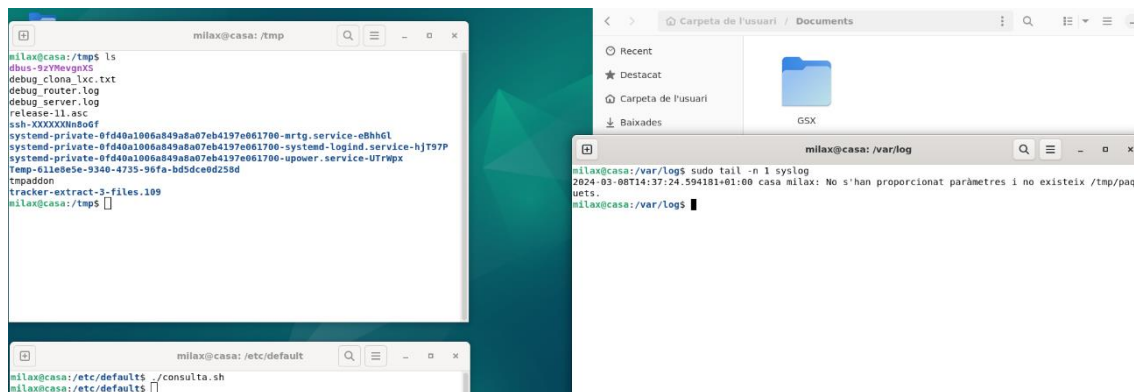 milax@casa: /tmp
milax@casa:/tmp$ ls
dbus-9zYMevgnXS
debug_clona_lxc.txt
debug_router.log
debug_server.log
release-11.asc
ssh-XXXXXXNn8oGf
systemd-private-0fd40a1006a849a8a07eb4197e061700-mrtg.service-eBhhGl
systemd-private-0fd40a1006a849a8a07eb4197e061700-systemd-logind.service-hjT97P
systemd-private-0fd40a1006a849a8a07eb4197e061700-upower.service-UTrWpx
Temp-611e8e5e-9340-4735-96fa-bd5dce0d258d
tmpaddon
tracker-extract-3-files.109
milax@casa:/tmp$
milax@casa: /etc/default
milax@casa:/etc/default$ ./consulta.sh
milax@casa:/etc/default$
Carpeta de l'usuari / Documents
Recent
Destacat
Carpeta de l'usuari
Baixades
GSX
milax@casa: /var/log
milax@casa:/var/log$ sudo tail -n 1 syslog
2024-03-08T14:37:24.594181+01:00 casa milax: No s'han proporcionat paràmetres i no existeix /tmp/paq
uets.
milax@casa:/var/log$